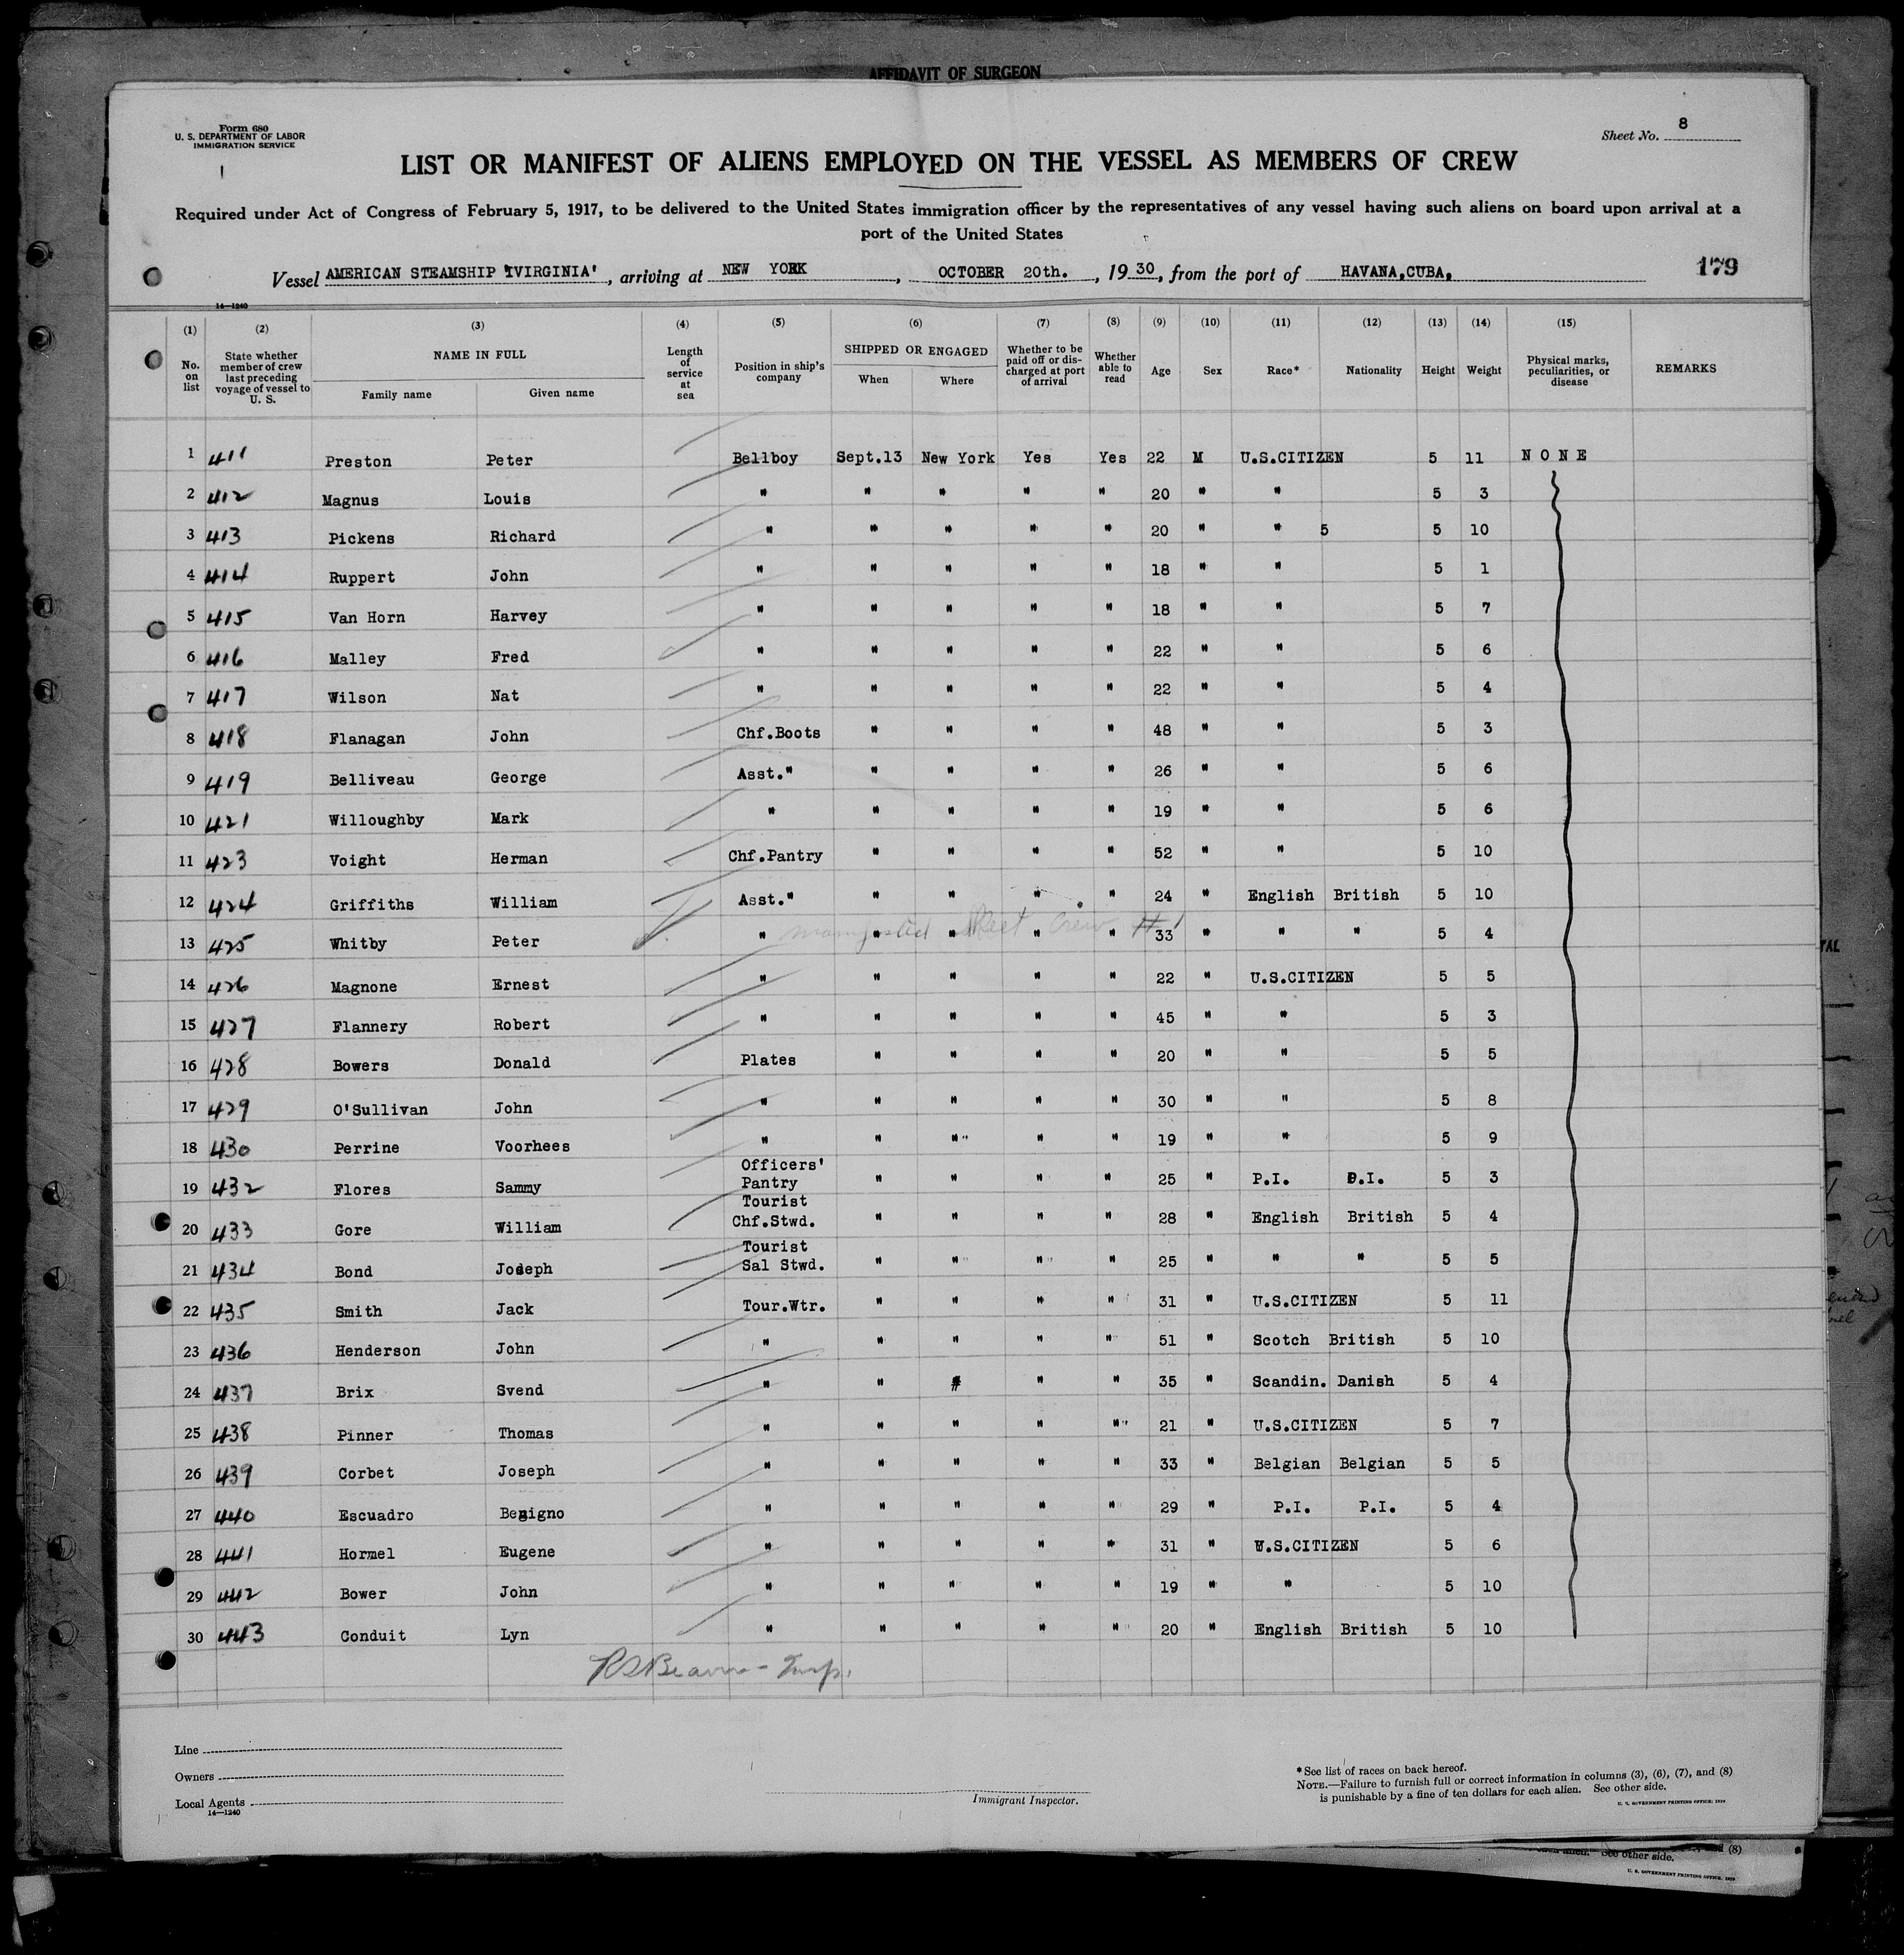 AFFIDAVIT OF SURGEON
Form 680
U. S. DEPARTMENT OF LABOR
IMMIGRATION SERVICE
Sheet No. 8
LIST OR MANIFEST OF ALIENS EMPLOYED ON THE VESSEL AS MEMBERS OF CREW
Required under Act of Congress of February 5, 1917, to be delivered to the United States immigration officer by the representatives of any vessel having such aliens on board upon arrival at a
port of the United States
Vessel AMERICAN STEAMSHIP 'VIRGINIA', arriving at NEW YORK, OCTOBER 20th., 1930, from the port of HAVANA,CUBA, 179
14—1240
(1) (2) (3) (4) (5) (6) (7) (8) (9) (10) (11) (12) (13) (14) (15)
No. on list State whether member of crew last preceding voyage of vessel to U. S. NAME IN FULL Family name Given name Length of service at sea Position in ship's company SHIPPED OR ENGAGED When Where Whether to be paid off or discharged at port of arrival Whether able to read Age Sex Race* Nationality Height Weight Physical marks, peculiarities, or disease REMARKS
1 411 Preston Peter Bellboy Sept.13 New York Yes Yes 22 M U.S.CITIZEN 5 11 NONE
2 412 Magnus Louis " " " " " 20 " " 5 3
3 413 Pickens Richard " " " " " 20 " " 5 5 10
4 414 Ruppert John " " " " " 18 " " 5 1
5 415 Van Horn Harvey " " " " " 18 " " 5 7
6 416 Malley Fred " " " " " 22 " " 5 6
7 417 Wilson Nat " " " " " 22 " " 5 4
8 418 Flanagan John Chf.Boots " " " " 48 " " 5 3
9 419 Belliveau George Asst." " " " " 26 " " 5 6
10 421 Willoughby Mark " " " " " 19 " " 5 6
11 423 Voight Herman Chf.Pantry " " " " 52 " " 5 10
12 424 Griffiths William Asst." " " " " 24 " English British 5 10
13 425 Whitby Peter " " " " " 33 " " " 5 4
14 426 Magnone Ernest " " " " " 22 " U.S.CITIZEN 5 5
15 427 Flannery Robert " " " " " 45 " " 5 3
16 428 Bowers Donald Plates " " " " 20 " " 5 5
17 429 O'Sullivan John " " " " " 30 " " 5 8
18 430 Perrine Voorhees " " " " " 19 " " 5 9
19 432 Flores Sammy Officers' Pantry " " " " 25 " P.I. P.I. 5 3
20 433 Gore William Tourist Chf.Stwd. " " " " 28 " English British 5 4
21 434 Bond Joseph Tourist Sal Stwd. " " " " 25 " " " 5 5
22 435 Smith Jack Tour.Wtr. " " " " 31 " U.S.CITIZEN 5 11
23 436 Henderson John " " " " " 51 " Scotch British 5 10
24 437 Brix Svend " " " " " 35 " Scandin. Danish 5 4
25 438 Pinner Thomas " " " " " 21 " U.S.CITIZEN 5 7
26 439 Corbet Joseph " " " " " 33 " Belgian Belgian 5 5
27 440 Escuadro Benigno " " " " " 29 " P.I. P.I. 5 4
28 441 Hormel Eugene " " " " " 31 " U.S.CITIZEN 5 6
29 442 Bower John " " " " " 19 " " 5 10
30 443 Conduit Lyn " " " " " 20 " English British 5 10
Line
Owners
Local Agents
14—1240
Immigrant Inspector.
*See list of races on back hereof.
NOTE.—Failure to furnish full or correct information in columns (3), (6), (7), and (8)
is punishable by a fine of ten dollars for each alien. See other side.
U. S. GOVERNMENT PRINTING OFFICE: 1929
and (8)
See other side.
U. S. GOVERNMENT PRINTING OFFICE: 1929